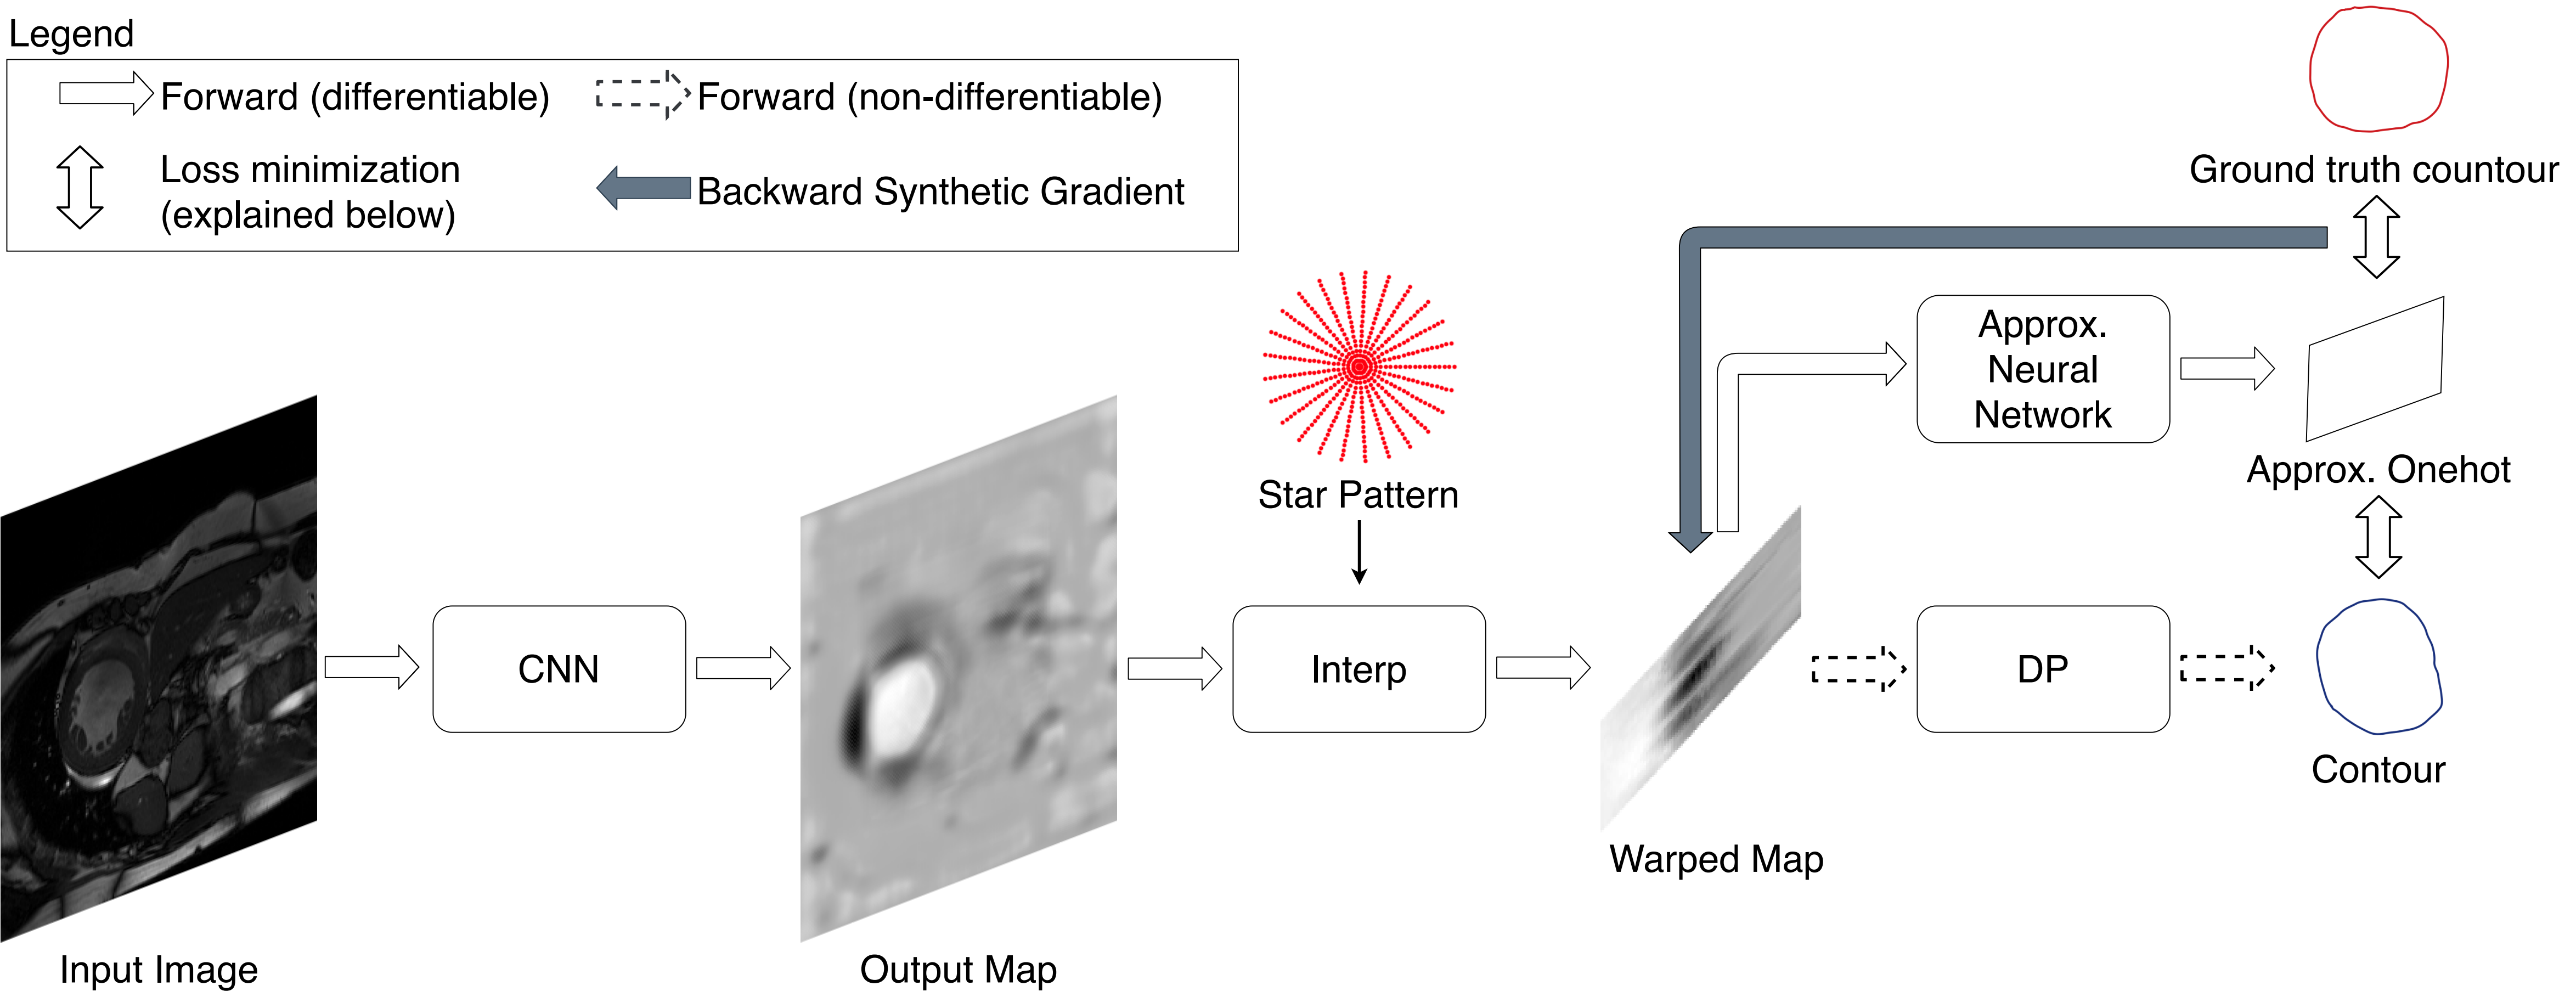 Legend
Forward (differentiable)
Forward (non-differentiable)
Loss minimization
(explained below)
Backward Synthetic Gradient
Ground truth countour
Approx.
Neural
Network
Approx. Onehot
Star Pattern
CNN
Interp
DP
Contour
Warped Map
Input Image
Output Map